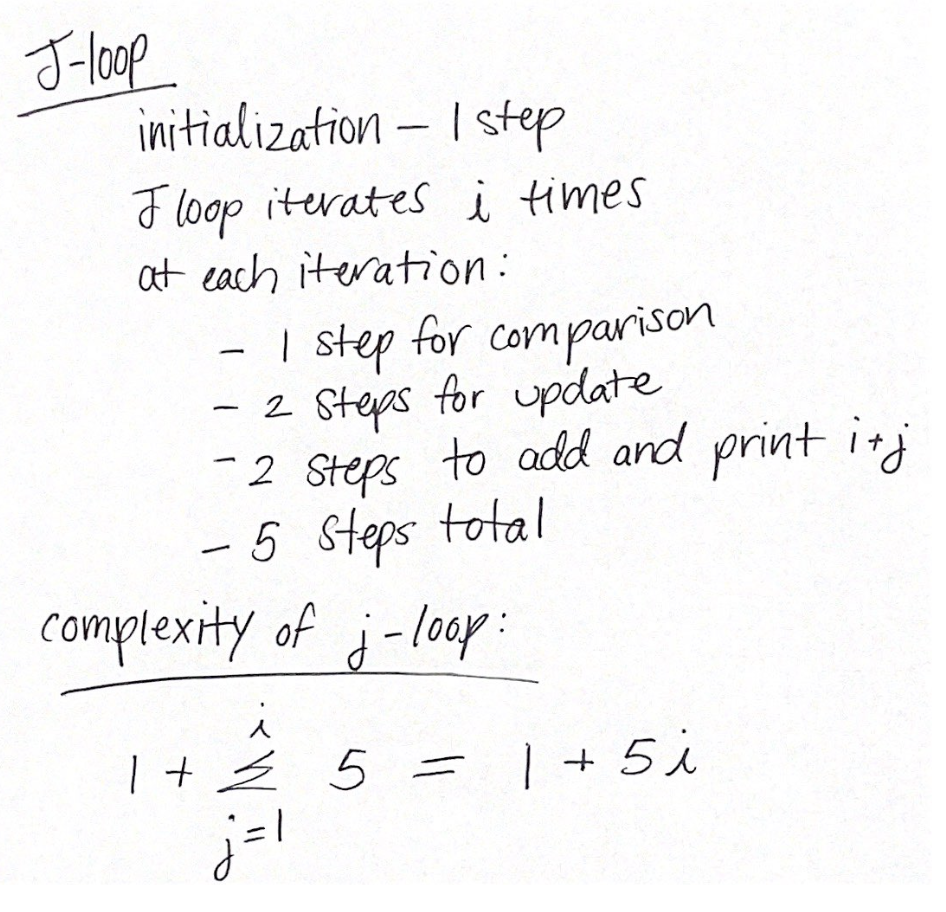 J-loop
initialization – 1 step
J loop iterates i times
at each iteration:
- 1 step for comparison
- 2 steps for update
- 2 steps to add and print i+j
- 5 steps total
complexity of j-loop:
i
1 + Σ 5 = 1 + 5i
j=1